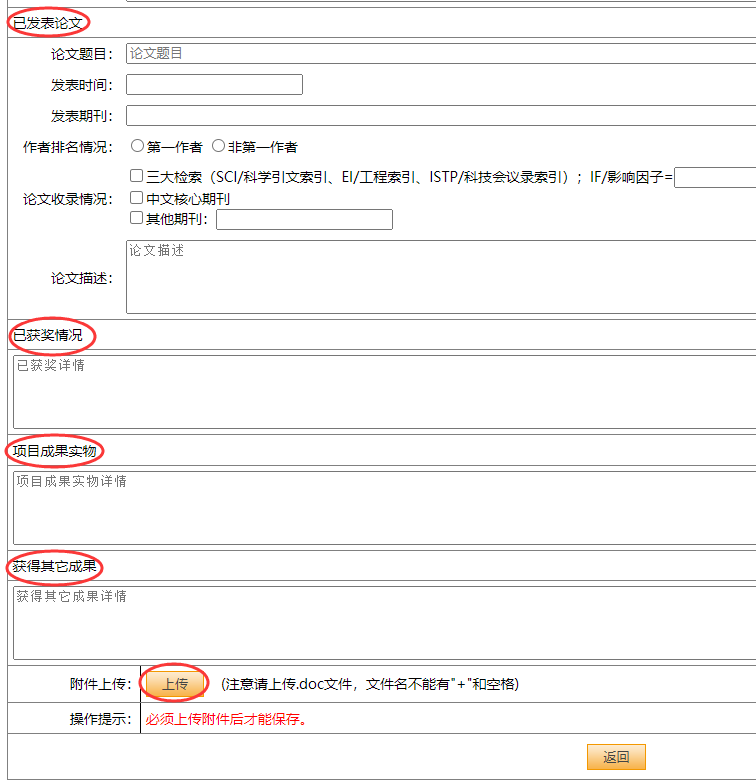 已发表论文
论文题目：
论文题目
发表时间：
发表期刊：
作者排名情况：
第一作者 非第一作者
论文收录情况：
三大检索（SCI/科学引文索引、EI/工程索引、ISTP/科技会议录索引）；IF/影响因子=
中文核心期刊
其他期刊：
论文描述：
论文描述
已获奖情况
已获奖详情
项目成果实物
项目成果实物详情
获得其它成果
获得其它成果详情
附件上传： 上传 (注意请上传.doc文件，文件名不能有"+"和空格)
操作提示： 必须上传附件后才能保存。
返回